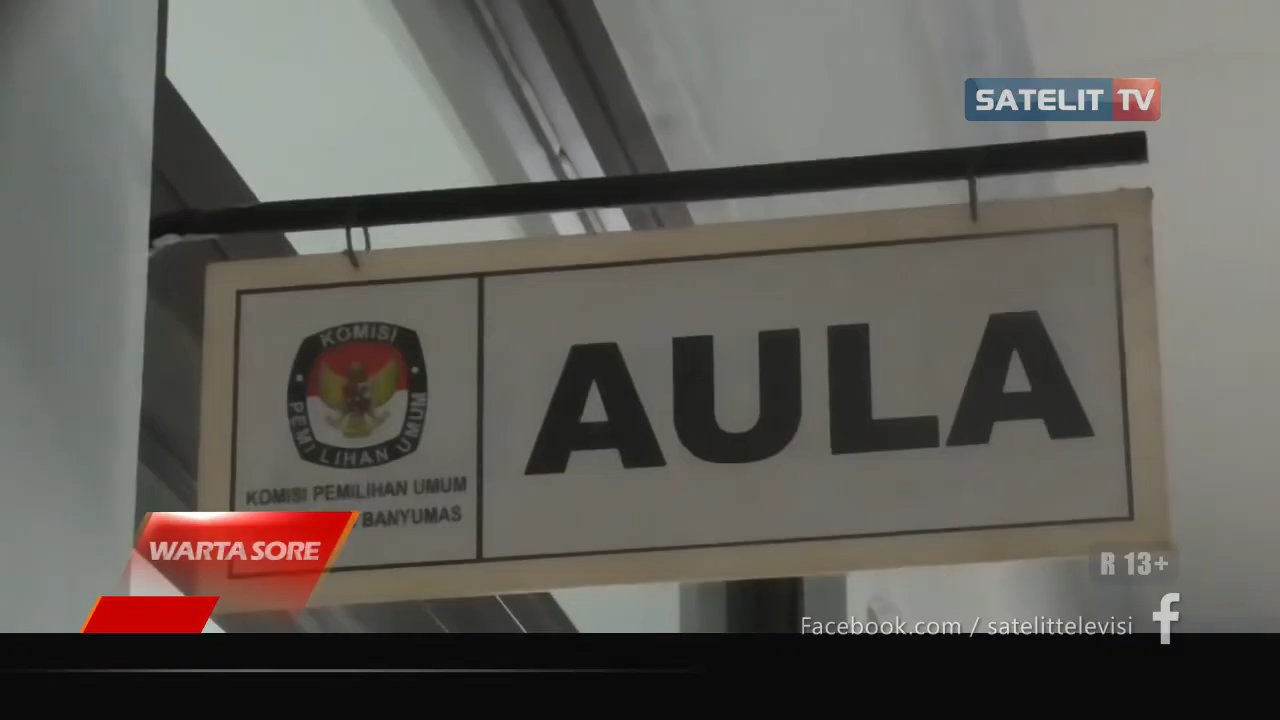 SATELIT TV
KOMISI
PEMILIHAN UMUM
KOMISI PEMILIHAN UMUM
BANYUMAS
AULA
WARTA SORE
R 13+
Facebook.com / satelittelevisi